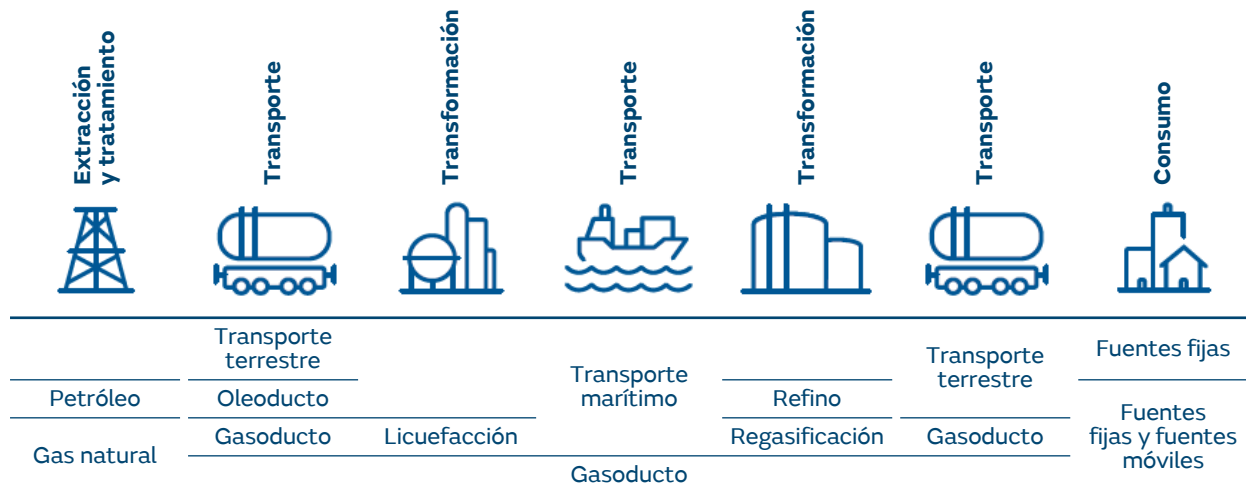 Extracción
y tratamiento
Transporte
Transformación
Transporte
Transformación
Transporte
Consumo
Transporte
terrestre
Transporte
marítimo
Transporte
terrestre
Fuentes fijas
Petróleo
Oleoducto
Refino
Fuentes
fijas y fuentes
móviles
Gas natural
Gasoducto
Licuefacción
Regasificación
Gasoducto
Gasoducto